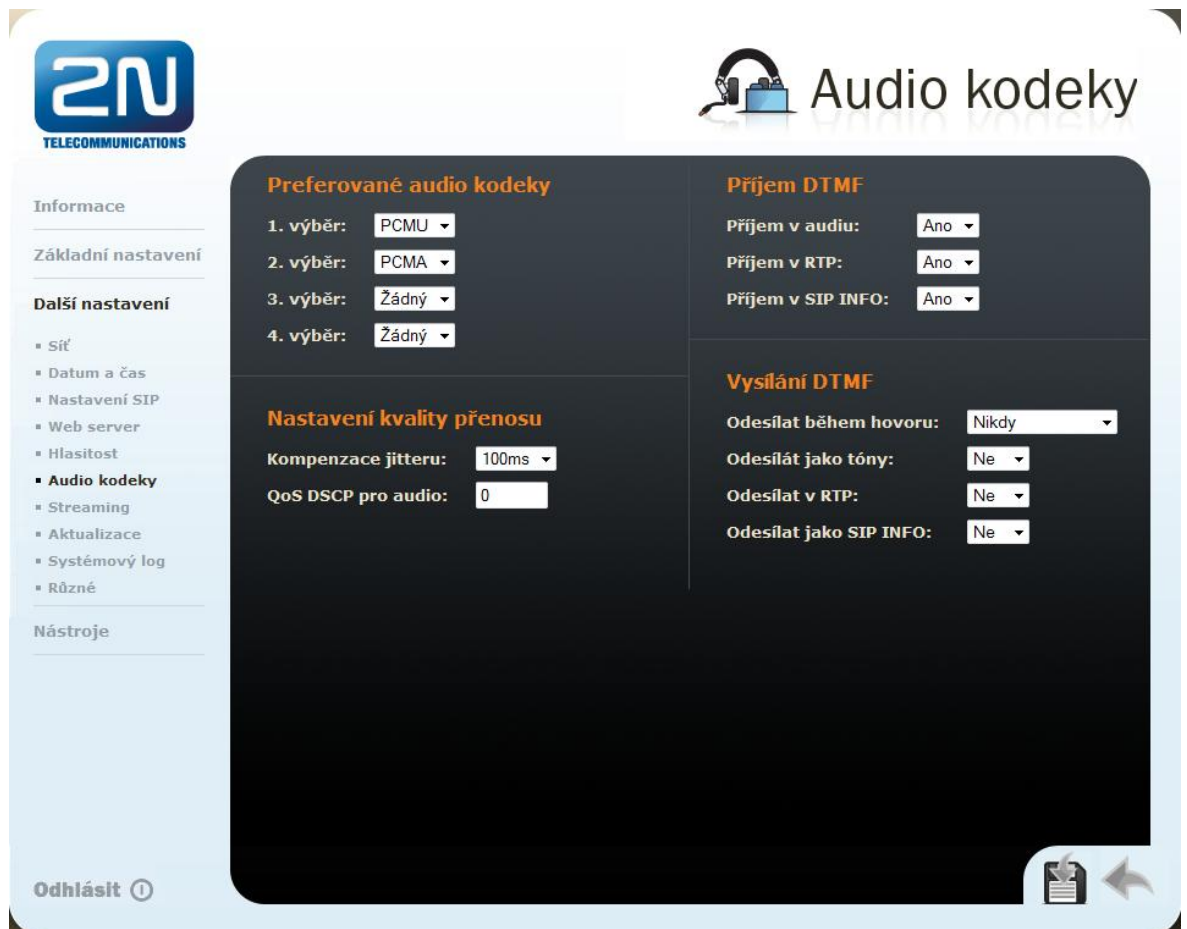 2N
TELECOMMUNICATIONS
Audio kodeky
Informace
Základní nastavení
Další nastavení
Síť
Datum a čas
Nastavení SIP
Web server
Hlasitost
Audio kodeky
Streaming
Aktualizace
Systémový log
Různé
Nástroje
Odhlásit
Preferované audio kodeky
1. výběr: PCMU
2. výběr: PCMA
3. výběr: Žádný
4. výběr: Žádný
Nastavení kvality přenosu
Kompenzace jitteru: 100ms
QoS DSCP pro audio: 0
Příjem DTMF
Příjem v audiu: Ano
Příjem v RTP: Ano
Příjem v SIP INFO: Ano
Vysílání DTMF
Odesílat během hovoru: Nikdy
Odesílát jako tóny: Ne
Odesílat v RTP: Ne
Odesílat jako SIP INFO: Ne